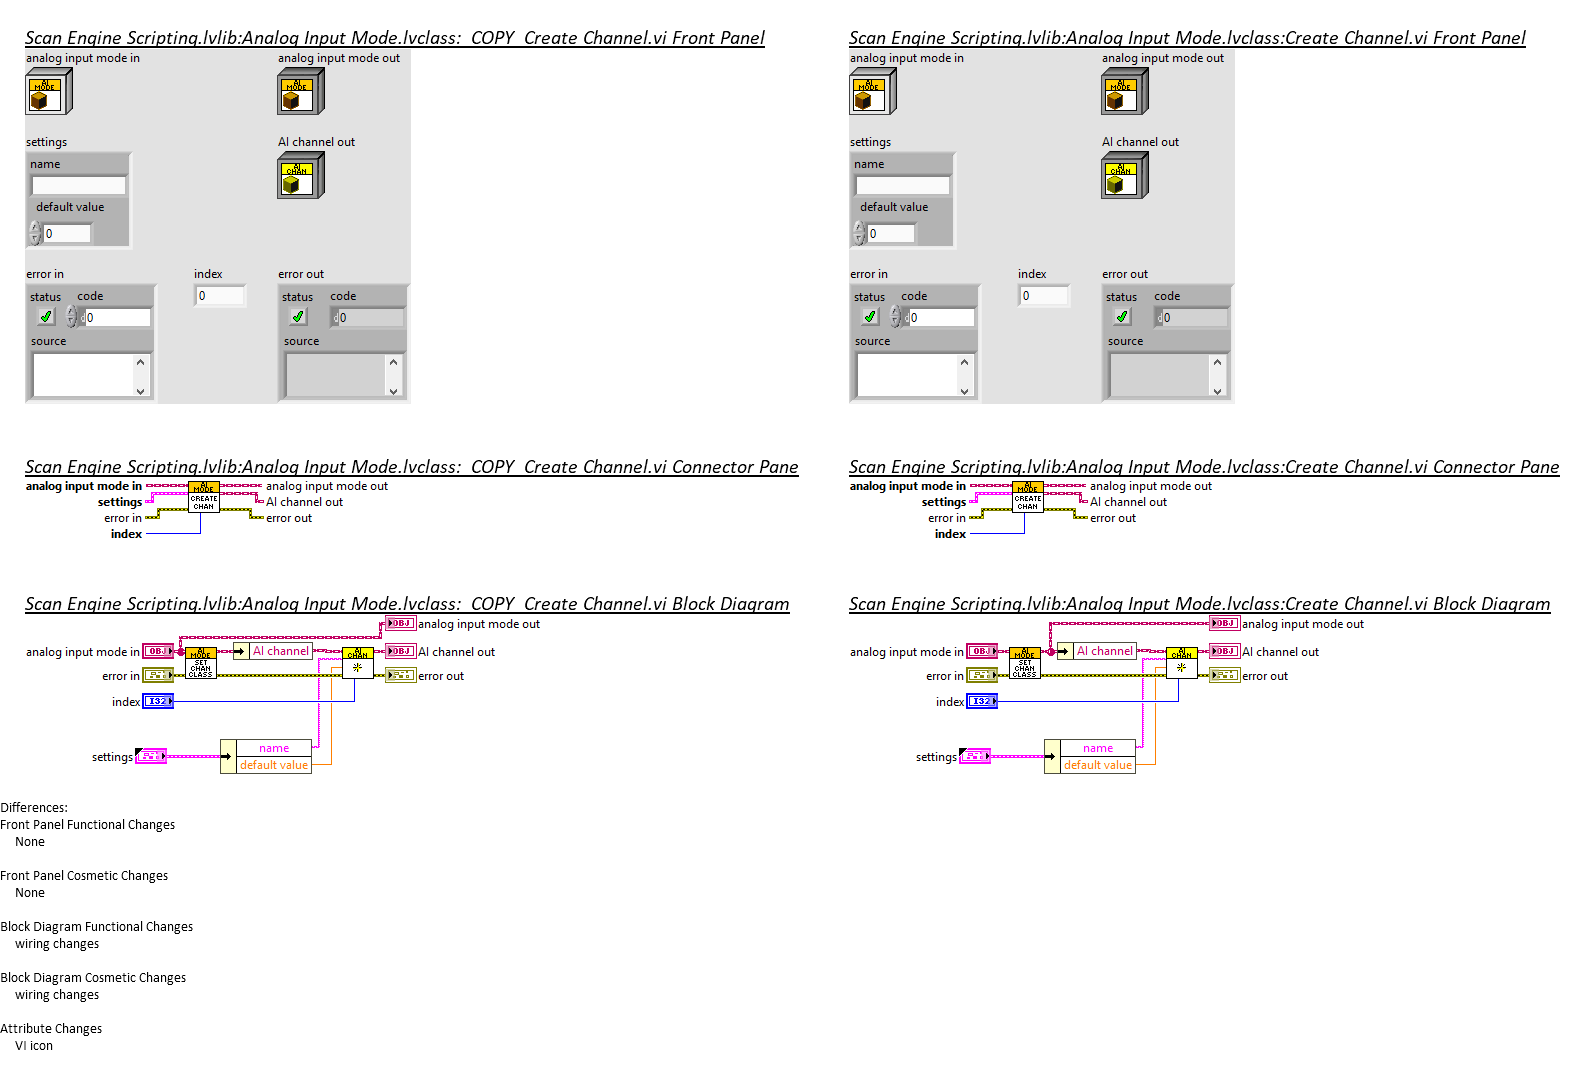 Scan Engine Scripting.lvlib:Analog Input Mode.lvclass:_COPY_Create Channel.vi Front Panel
analog input mode in
analog input mode out
AI
MODE
AI
MODE
settings
AI channel out
name
AI
CHAN
default value
0
error in
index
error out
status
code
0
status
code
d
0
d
0
source
source
Scan Engine Scripting.lvlib:Analog Input Mode.lvclass:Create Channel.vi Front Panel
analog input mode in
analog input mode out
AI
MODE
AI
MODE
settings
AI channel out
name
AI
CHAN
default value
0
error in
index
error out
status
code
0
status
code
d
0
d
0
source
source
Scan Engine Scripting.lvlib:Analog Input Mode.lvclass:_COPY_Create Channel.vi Connector Pane
analog input mode in
AI
MODE
CREATE
CHAN
analog input mode out
settings
AI channel out
error in
error out
index
Scan Engine Scripting.lvlib:Analog Input Mode.lvclass:Create Channel.vi Connector Pane
analog input mode in
AI
MODE
CREATE
CHAN
analog input mode out
settings
AI channel out
error in
error out
index
Scan Engine Scripting.lvlib:Analog Input Mode.lvclass:_COPY_Create Channel.vi Block Diagram
OBJ
analog input mode out
analog input mode in
OBJ
AI
MODE
SET
CHAN
CLASS
AI channel
AI
CHAN
OBJ
AI channel out
error in
error out
index
I32
settings
name
default value
Scan Engine Scripting.lvlib:Analog Input Mode.lvclass:Create Channel.vi Block Diagram
OBJ
analog input mode out
analog input mode in
OBJ
AI
MODE
SET
CHAN
CLASS
AI channel
AI
CHAN
OBJ
AI channel out
error in
error out
index
I32
settings
name
default value
Differences:
Front Panel Functional Changes
None
Front Panel Cosmetic Changes
None
Block Diagram Functional Changes
wiring changes
Block Diagram Cosmetic Changes
wiring changes
Attribute Changes
VI icon